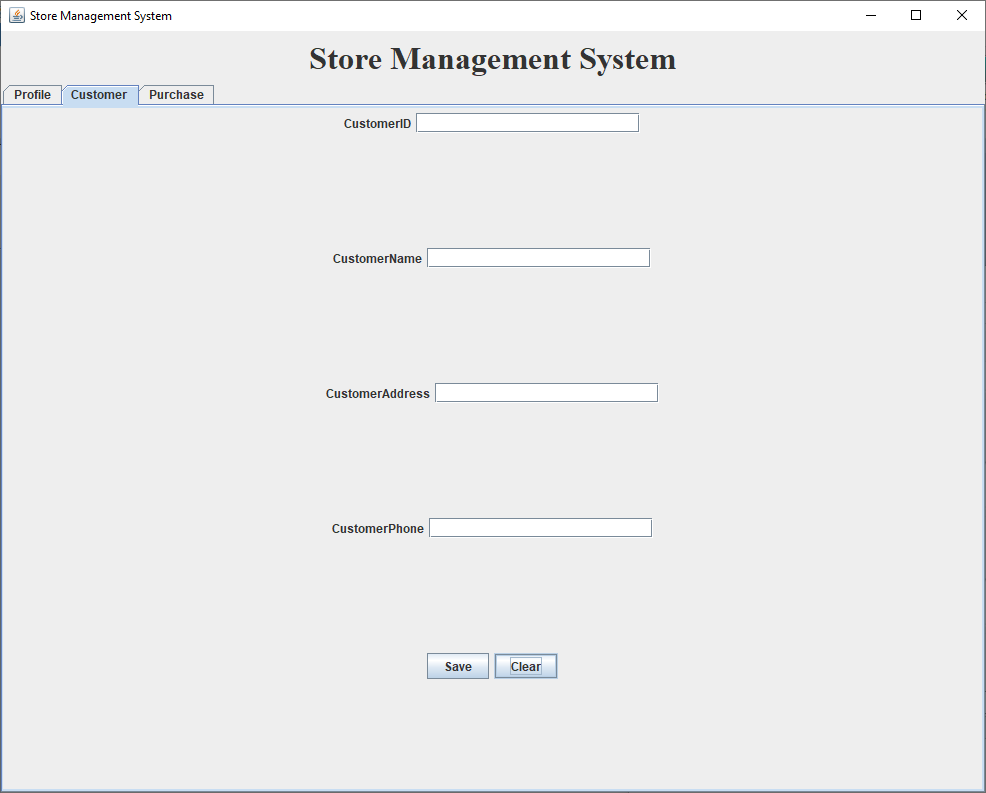 Store Management System
Store Management System
Profile Customer Purchase
CustomerID
CustomerName
CustomerAddress
CustomerPhone
Save Clear